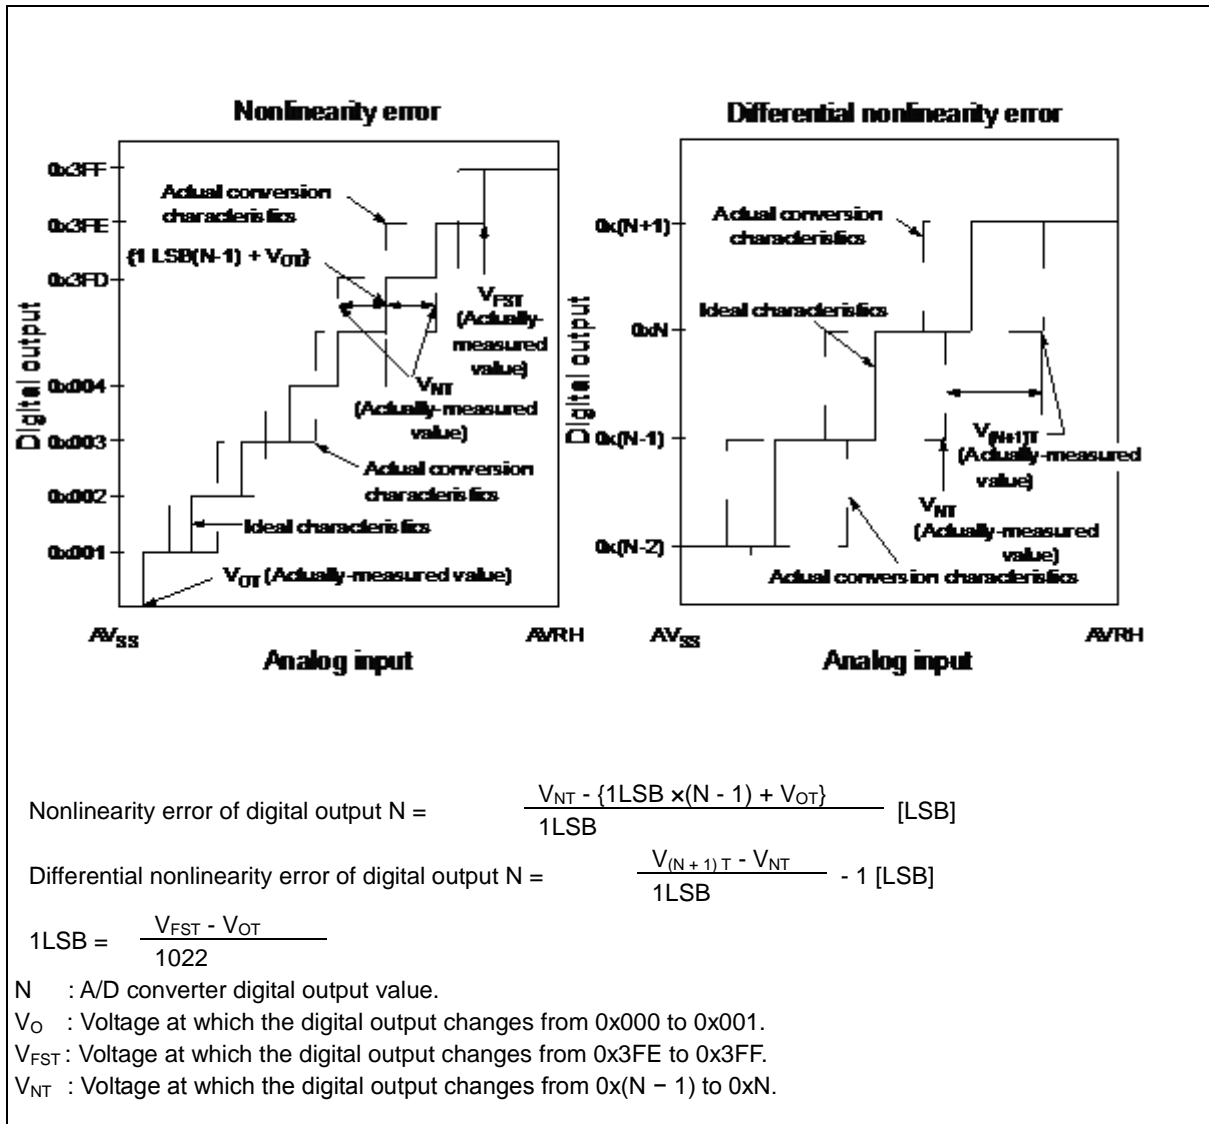 Nonlinearity error
0x3FF
0x3FE
0x3FD
0x004
0x003
0x002
0x001
Digital output
Actual conversion
characteristics
{1 LSB(N-1) + VOT}
VFST
(Actually-
measured
value)
VNT
(Actually-measured
value)
Actual conversion
characteristics
Ideal characteristics
VOT (Actually-measured value)
AVSS
AVRH
Analog input
Differential nonlinearity error
0x(N+1)
0xN
0x(N-1)
0x(N-2)
Digital output
Actual conversion
characteristics
Ideal characteristics
V(N+1)T
(Actually-measured
value)
VNT
(Actually-measured
value)
Actual conversion characteristics
AVSS
AVRH
Analog input
Nonlinearity error of digital output N = VNT - {1LSB ×(N - 1) + VOT} [LSB]
1LSB
Differential nonlinearity error of digital output N = V(N + 1) T - VNT - 1 [LSB]
1LSB
1LSB = VFST - VOT
1022
N : A/D converter digital output value.
VO : Voltage at which the digital output changes from 0x000 to 0x001.
VFST : Voltage at which the digital output changes from 0x3FE to 0x3FF.
VNT : Voltage at which the digital output changes from 0x(N − 1) to 0xN.